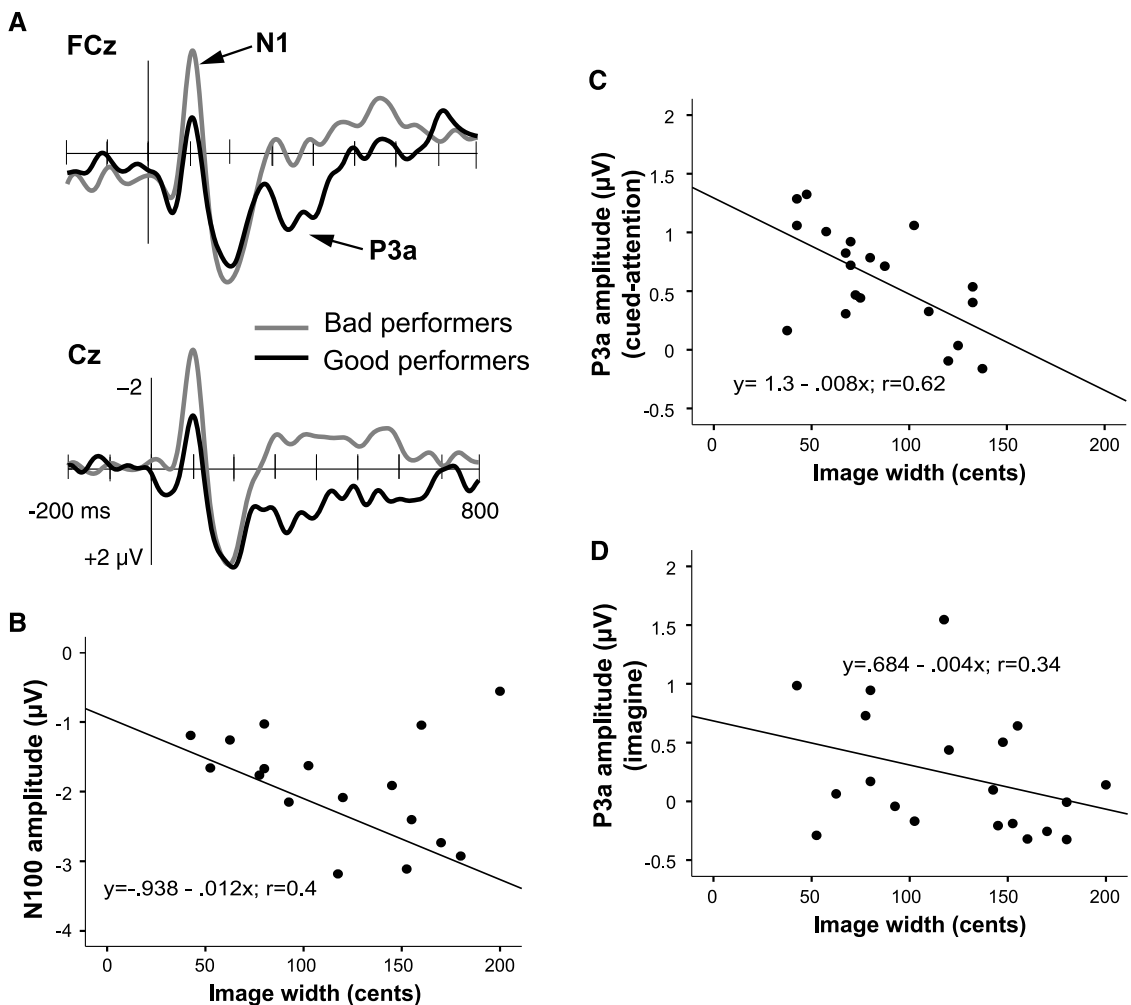 A
FCz
N1
P3a
Bad performers
Good performers
Cz
−2
-200 ms
800
+2 µV
B
0
-1
-2
-3
-4
N100 amplitude (µV)
y=-.938 - .012x; r=0.4
0 50 100 150 200
Image width (cents)
C
2
1.5
1
0.5
0
-0.5
P3a amplitude (µV)
(cued-attention)
y= 1.3 - .008x; r=0.62
0 50 100 150 200
Image width (cents)
D
2
1.5
1
0.5
0
-0.5
P3a amplitude (µV)
(imagine)
y=.684 - .004x; r=0.34
0 50 100 150 200
Image width (cents)